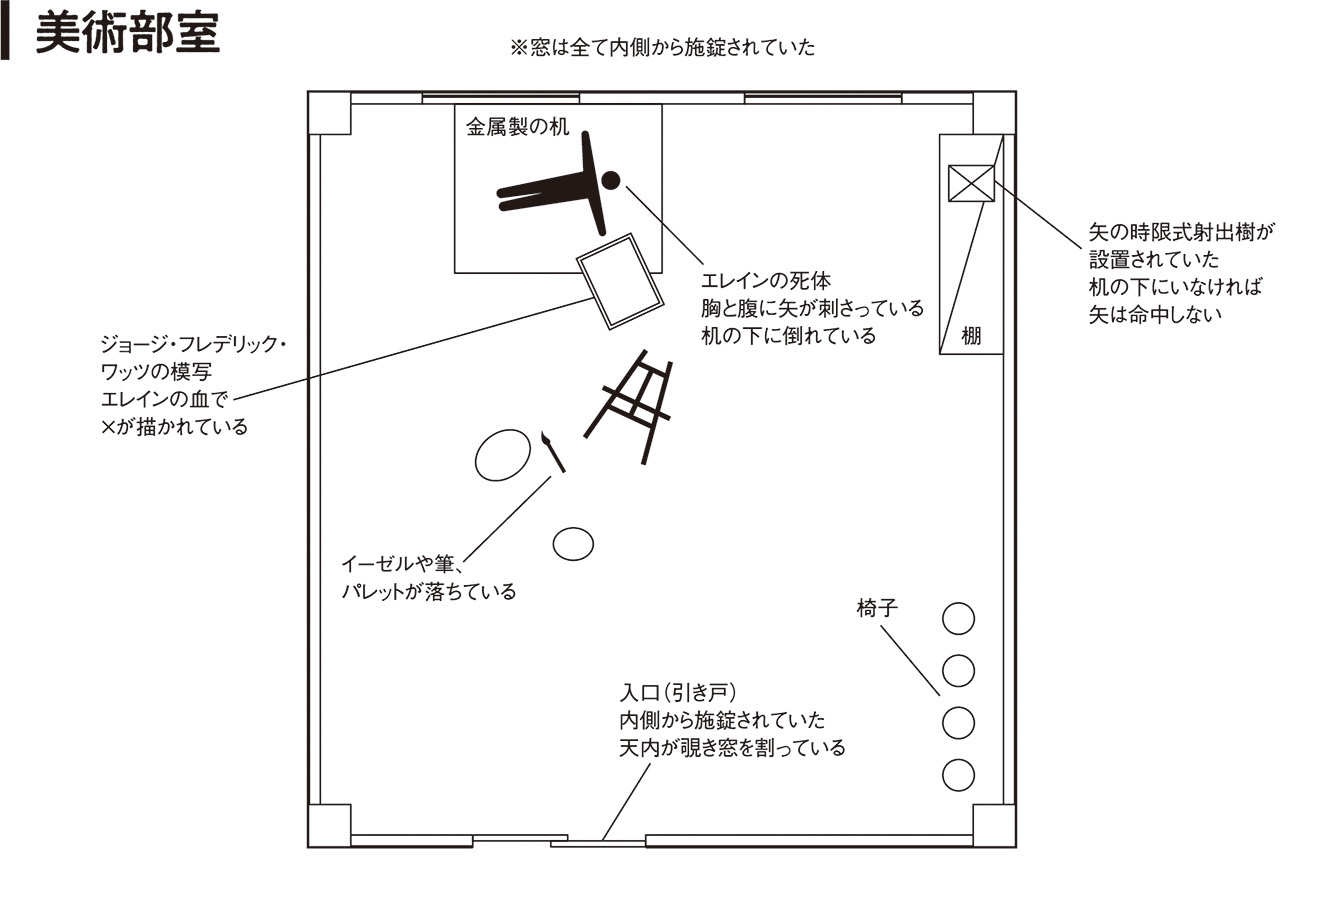 美術部室
※窓は全て内側から施錠されていた
金属製の机
矢の時限式射出樹が
設置されていた
机の下にいなければ
矢は命中しない
エレインの死体
胸と腹に矢が刺さっている
机の下に倒れている
棚
ジョージ・フレデリック・
ワッツの模写
エレインの血で
×が描かれている
イーゼルや筆、
パレットが落ちている
椅子
入口（引き戸）
内側から施錠されていた
天内が覗き窓を割っている